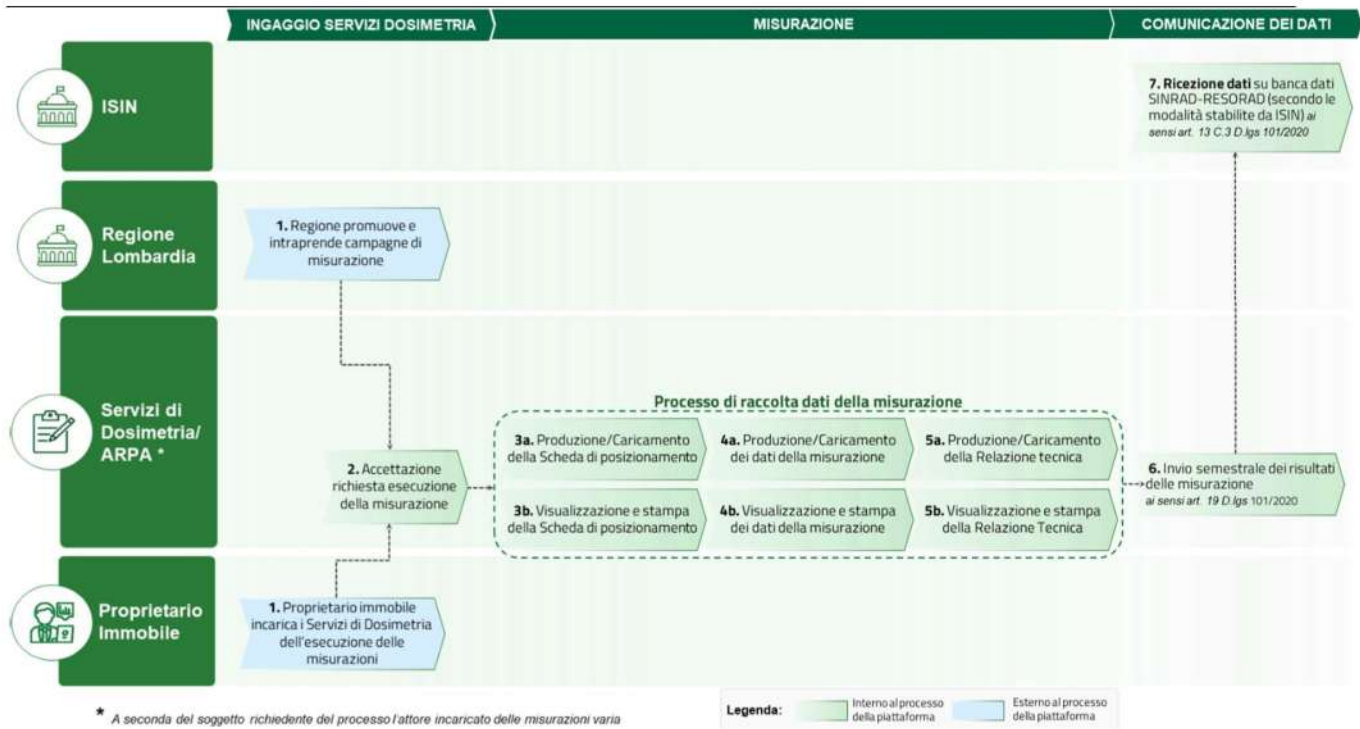 INGAGGIO SERVIZI DOSIMETRIA
MISURAZIONE
COMUNICAZIONE DEI DATI
ISIN
7. Ricezione dati su banca dati
SINRAD-RESORAD (secondo le
modalità stabilite da ISIN) ai
sensi art. 13 C.3 D.lgs 101/2020
Regione
Lombardia
1. Regione promuove e
intraprende campagne di
misurazione
Servizi di
Dosimetria/
ARPA *
2. Accettazione
richiesta esecuzione
della misurazione
Processo di raccolta dati della misurazione
3a. Produzione/Caricamento
della Scheda di posizionamento
4a. Produzione/Caricamento
dei dati della misurazione
5a. Produzione/Caricamento
della Relazione tecnica
3b. Visualizzazione e stampa
della Scheda di posizionamento
4b. Visualizzazione e stampa
dei dati della misurazione
5b. Visualizzazione e stampa
della Relazione Tecnica
6. Invio semestrale dei risultati
delle misurazione
ai sensi art. 19 D.lgs 101/2020
Proprietario
Immobile
1. Proprietario immobile
incarica i Servizi di Dosimetria
dell'esecuzione delle
misurazioni
* A seconda del soggetto richiedente del processo l'attore incaricato delle misurazioni varia
Legenda:
Interno al processo
della piattaforma
Esterno al processo
della piattaforma